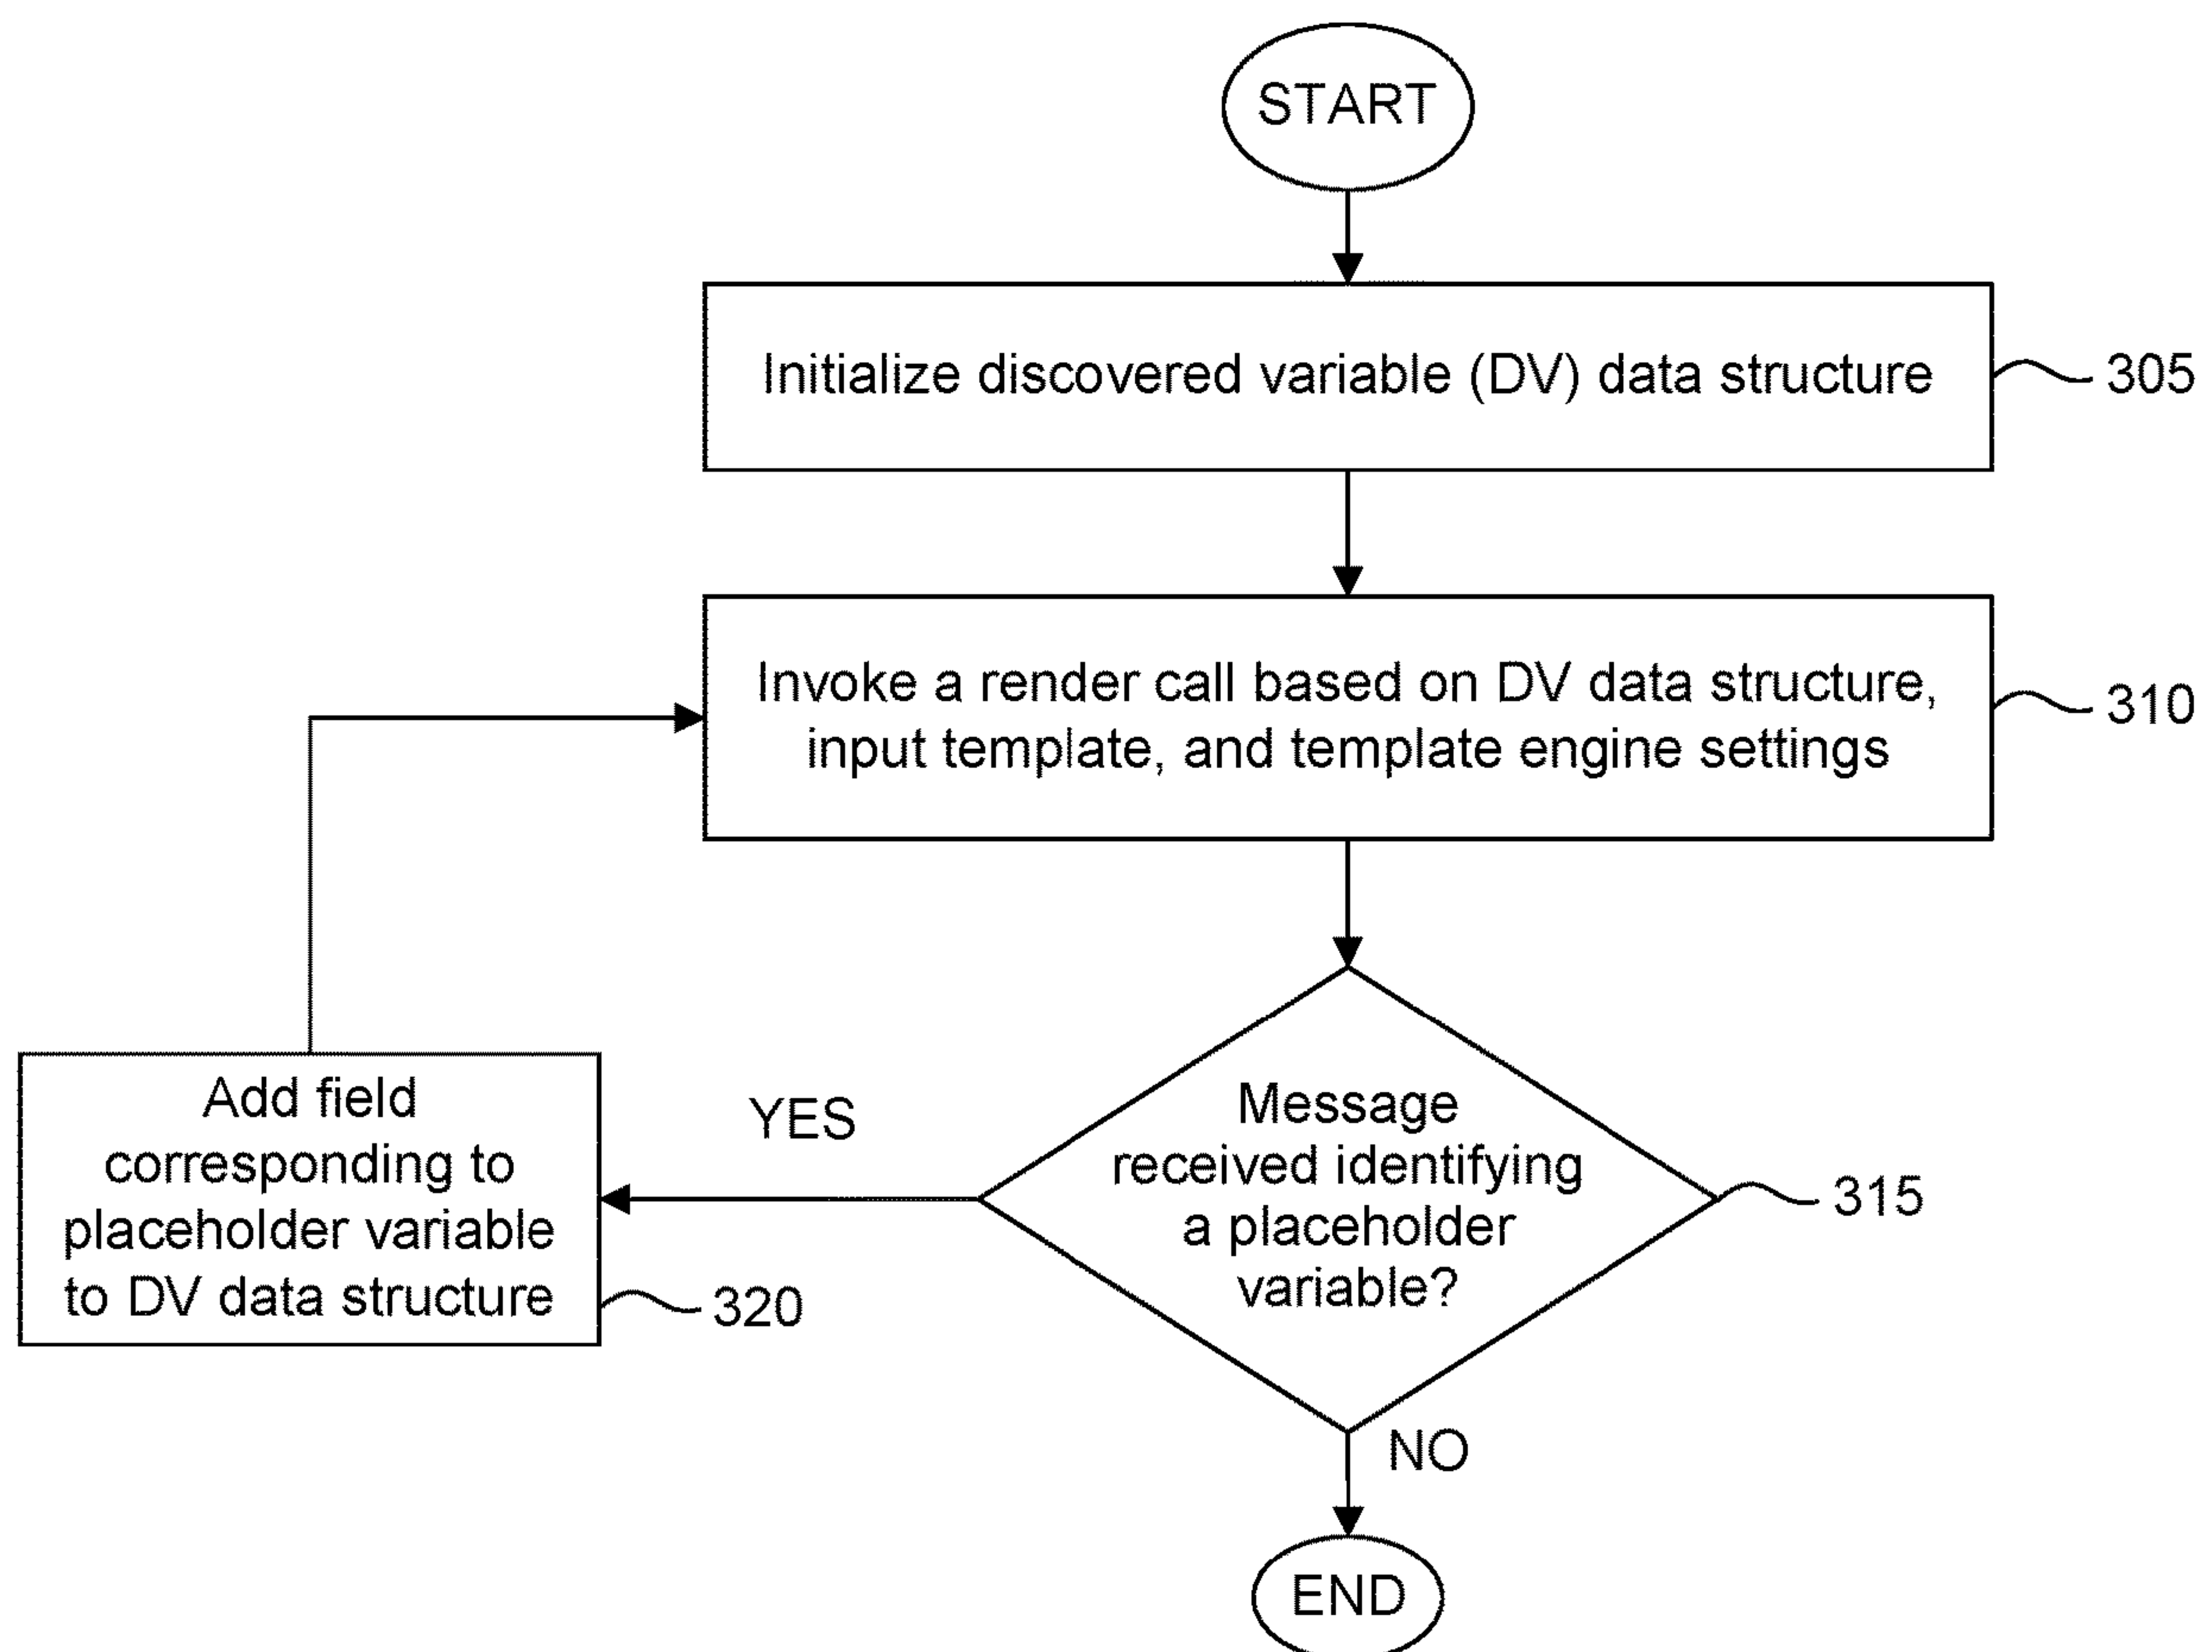 START
Initialize discovered variable (DV) data structure
305
Invoke a render call based on DV data structure,
input template, and template engine settings
310
Message
received identifying
a placeholder
variable?
315
YES
Add field
corresponding to
placeholder variable
to DV data structure
320
NO
END